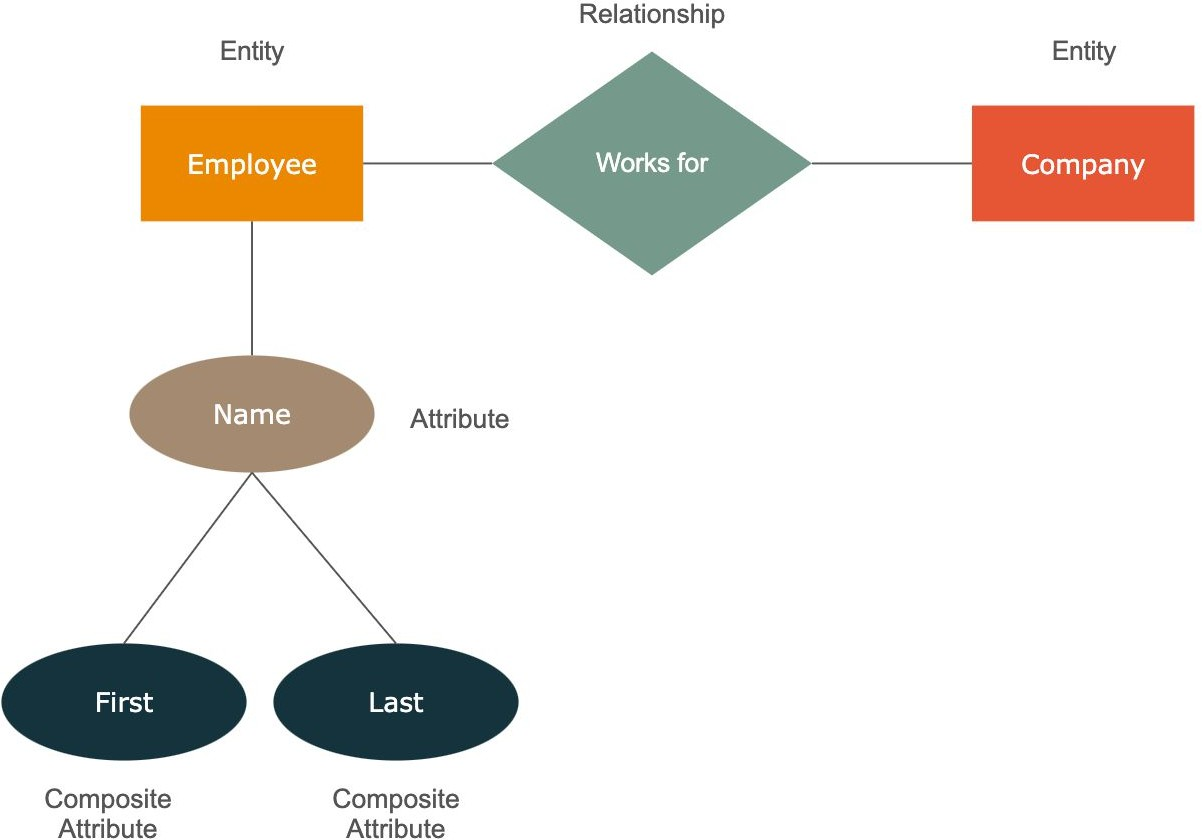 Relationship
Entity
Entity
Employee
Works for
Company
Name
Attribute
First
Last
Composite
Attribute
Composite
Attribute